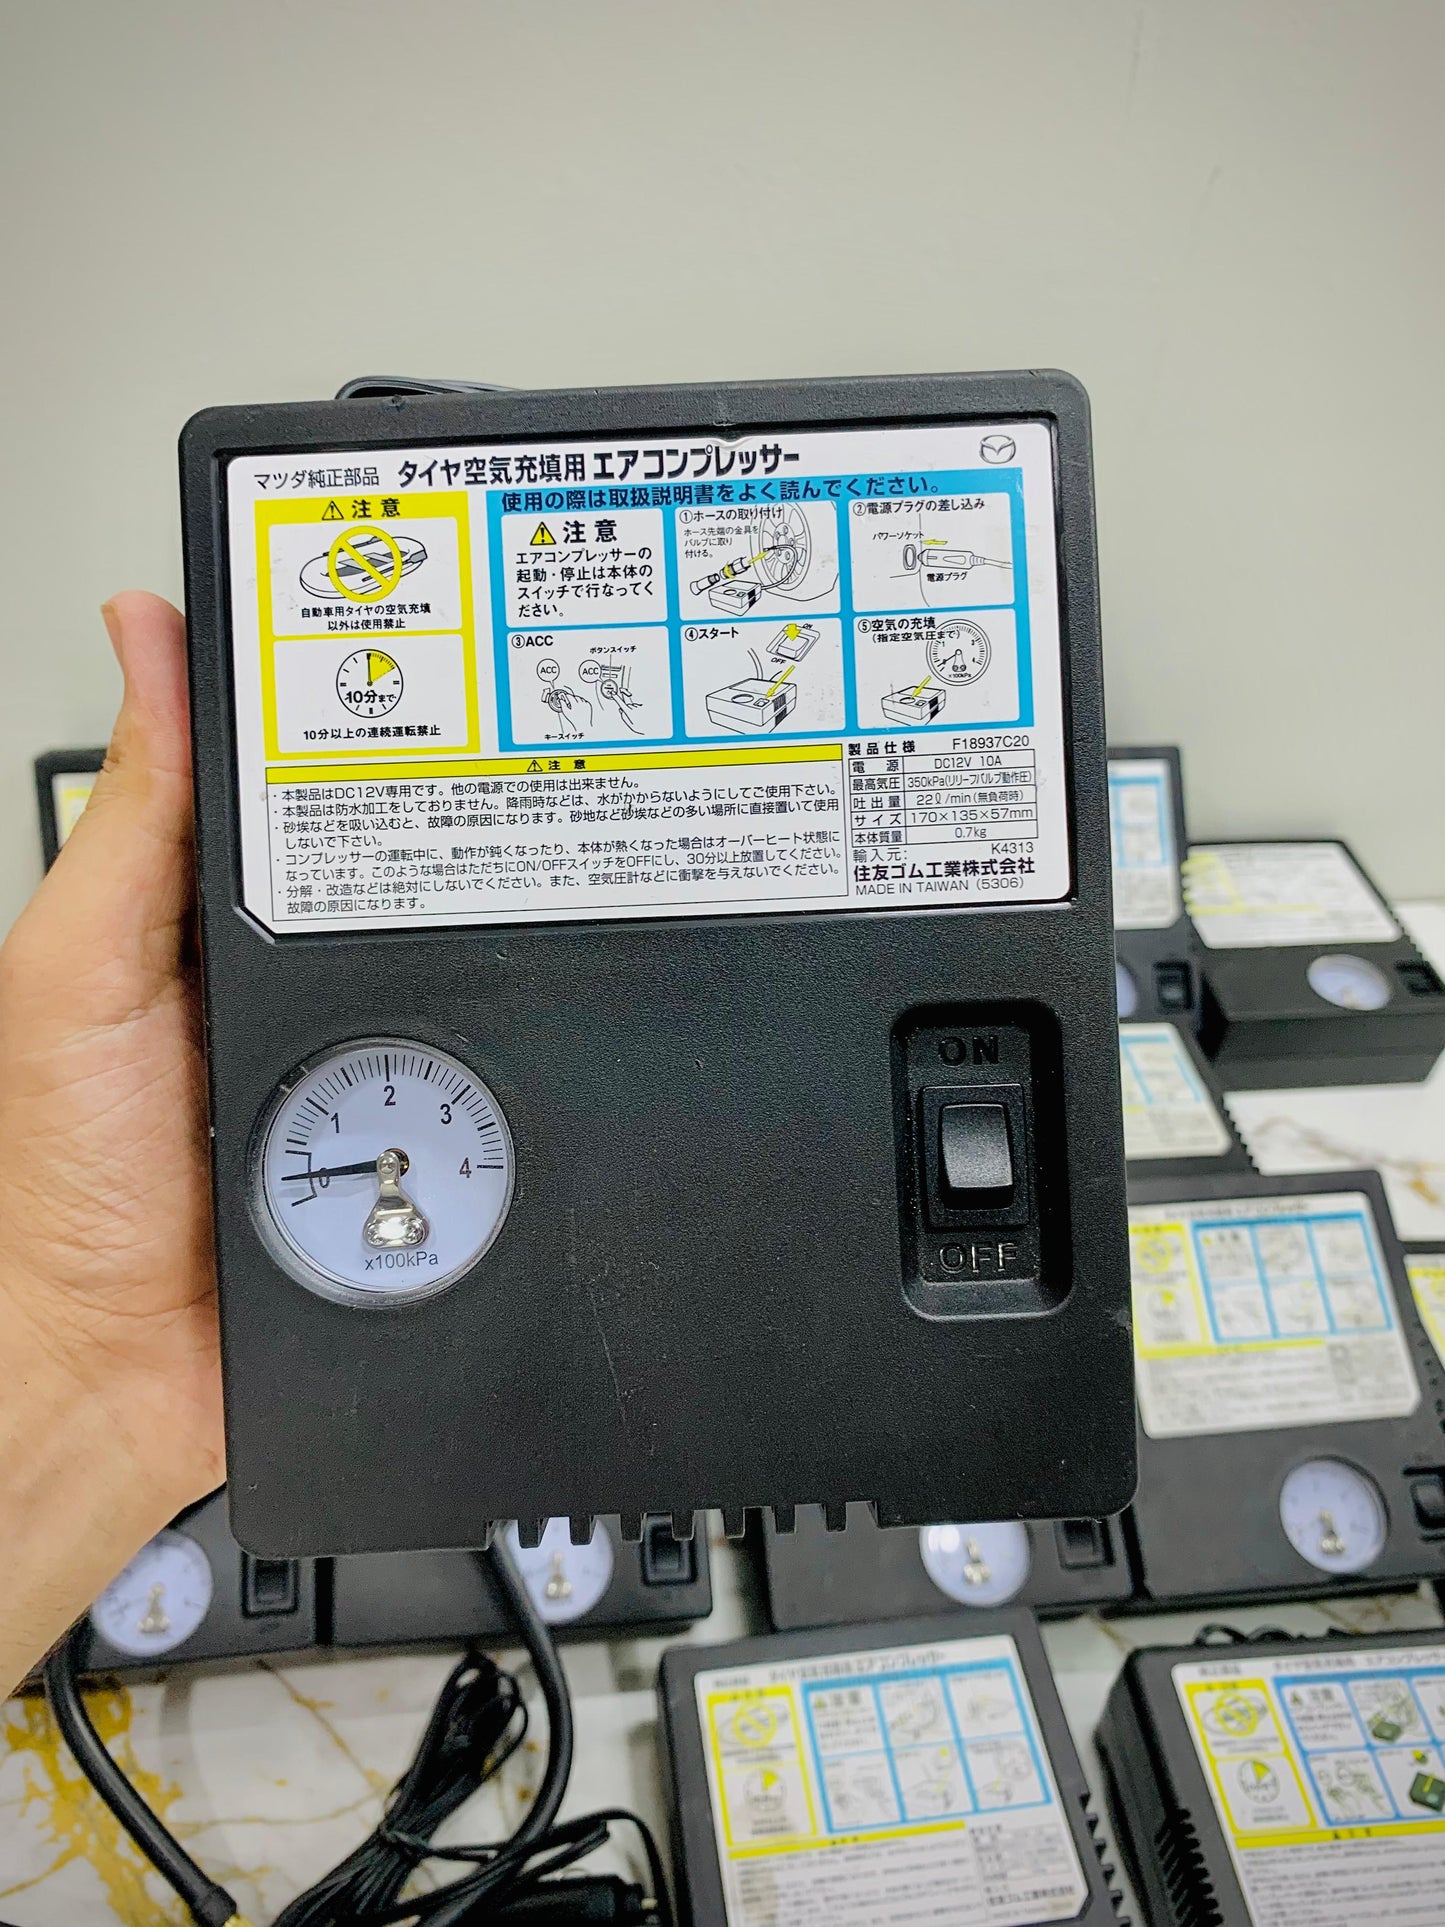 マツダ純正部品 タイヤ空気充填用 エアコンプレッサー
⚠ 注意
自動車用タイヤの空気充填
以外は使用禁止
10分まで
10分以上の連続運転禁止
使用の際は取扱説明書をよく読んでください。
⚠ 注意
エアコンプレッサーの
起動・停止は本体の
スイッチで行なってく
ださい。
①ホースの取り付け
ホース先端の金具を
バルブに取り
付ける。
②電源プラグの差し込み
パワーソケット
電源プラグ
③ACC
ボタンスイッチ
ACC
ACC
キースイッチ
④スタート
ON
OFF
⑤空気の充填
(指定空気圧まで)
×100kPa
⚠ 注意
・本製品はDC12V専用です。他の電源での使用は出来ません。
・本製品は防水加工をしておりません。降雨時などは、水がかからないようにしてご使用下さい。
・砂埃などを吸い込むと、故障の原因になります。砂地など砂埃などの多い場所に直接置いて使用
しないで下さい。
・コンプレッサーの運転中に、動作が鈍くなったり、本体が熱くなった場合はオーバーヒート状態に
なっています。このような場合はただちにON/OFFスイッチをOFFにし、30分以上放置してください。
・分解・改造などは絶対にしないでください。また、空気圧計などに衝撃を与えないでください。
故障の原因になります。
製品仕様 F18937C20
電源 DC12V 10A
最高気圧 350kPa(リリーフバルブ動作圧)
吐出量 22ℓ/min(無負荷時)
サイズ 170×135×57mm
本体質量 0.7kg
輸入元: K4313
住友ゴム工業株式会社
MADE IN TAIWAN (5306)
0 1 2 3 4
x100kPa
ON
OFF